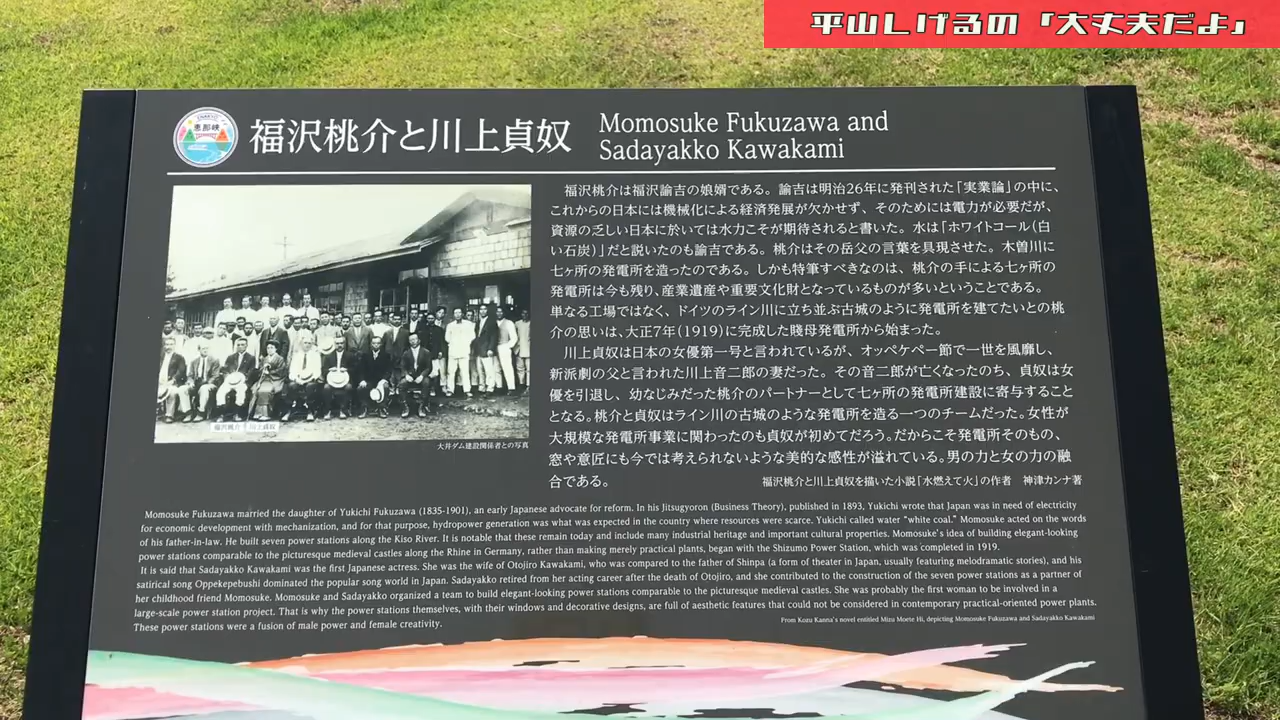 平山しげるの「大丈夫だよ」
恵那峡
福沢桃介と川上貞奴
Momosuke Fukuzawa and
Sadayakko Kawakami
福沢桃介は福沢諭吉の娘婿である。諭吉は明治26年に発刊された「実業論」の中に、
これからの日本には機械化による経済発展が欠かせず、そのためには電力が必要だが、
資源の乏しい日本に於いては水力こそが期待されると書いた。水は「ホワイトコール(白
い石炭)」だと説いたのも諭吉である。桃介はその岳父の言葉を具現させた。木曽川に
七ヶ所の発電所を造ったのである。しかも特筆すべきなのは、桃介の手による七ヶ所の
発電所は今も残り、産業遺産や重要文化財となっているものが多いということである。
単なる工場ではなく、ドイツのライン川に立ち並ぶ古城のように発電所を建てたいとの桃
介の思いは、大正7年(1919)に完成した賤母発電所から始まった。
川上貞奴は日本の女優第一号と言われているが、オッペケペー節で一世を風靡し、
新派劇の父と言われた川上音二郎の妻だった。その音二郎が亡くなったのち、貞奴は女
優を引退し、幼なじみだった桃介のパートナーとして七ヶ所の発電所建設に寄与すること
となる。桃介と貞奴はライン川の古城のような発電所を造る一つのチームだった。女性が
大規模な発電所事業に関わったのも貞奴が初めてだろう。だからこそ発電所そのもの、
窓や意匠にも今では考えられないような美的な感性が溢れている。男の力と女の力の融
合である。
福沢桃介と川上貞奴を描いた小説「水燃えて火」の作者 神津カンナ著
福沢桃介 川上貞奴
大井ダム建設関係者との写真
Momosuke Fukuzawa married the daughter of Yukichi Fukuzawa (1835-1901), an early Japanese advocate for reform. In his Jitsugyoron (Business Theory), published in 1893, Yukichi wrote that Japan was in need of electricity
for economic development with mechanization, and for that purpose, hydropower generation was what was expected in the country where resources were scarce. Yukichi called water "white coal." Momosuke acted on the words
of his father-in-law. He built seven power stations along the Kiso River. It is notable that these remain today and include many industrial heritage and important cultural properties. Momosuke's idea of building elegant-looking
power stations comparable to the picturesque medieval castles along the Rhine in Germany, rather than making merely practical plants, began with the Shizumo Power Station, which was completed in 1919.
It is said that Sadayakko Kawakami was the first Japanese actress. She was the wife of Otojiro Kawakami, who was compared to the father of Shinpa (a form of theater in Japan, usually featuring melodramatic stories), and his
satirical song Oppekepebushi dominated the popular song world in Japan. Sadayakko retired from her acting career after the death of Otojiro, and she contributed to the construction of the seven power stations as a partner of
her childhood friend Momosuke. Momosuke and Sadayakko organized a team to build elegant-looking power stations comparable to the picturesque medieval castles. She was probably the first woman to be involved in a
large-scale power station project. That is why the power stations themselves, with their windows and decorative designs, are full of aesthetic features that could not be considered in contemporary practical-oriented power plants.
These power stations were a fusion of male power and female creativity.
From Kozu Kanna's novel entitled Mizu Moete Hi, depicting Momosuke Fukuzawa and Sadayakko Kawakami